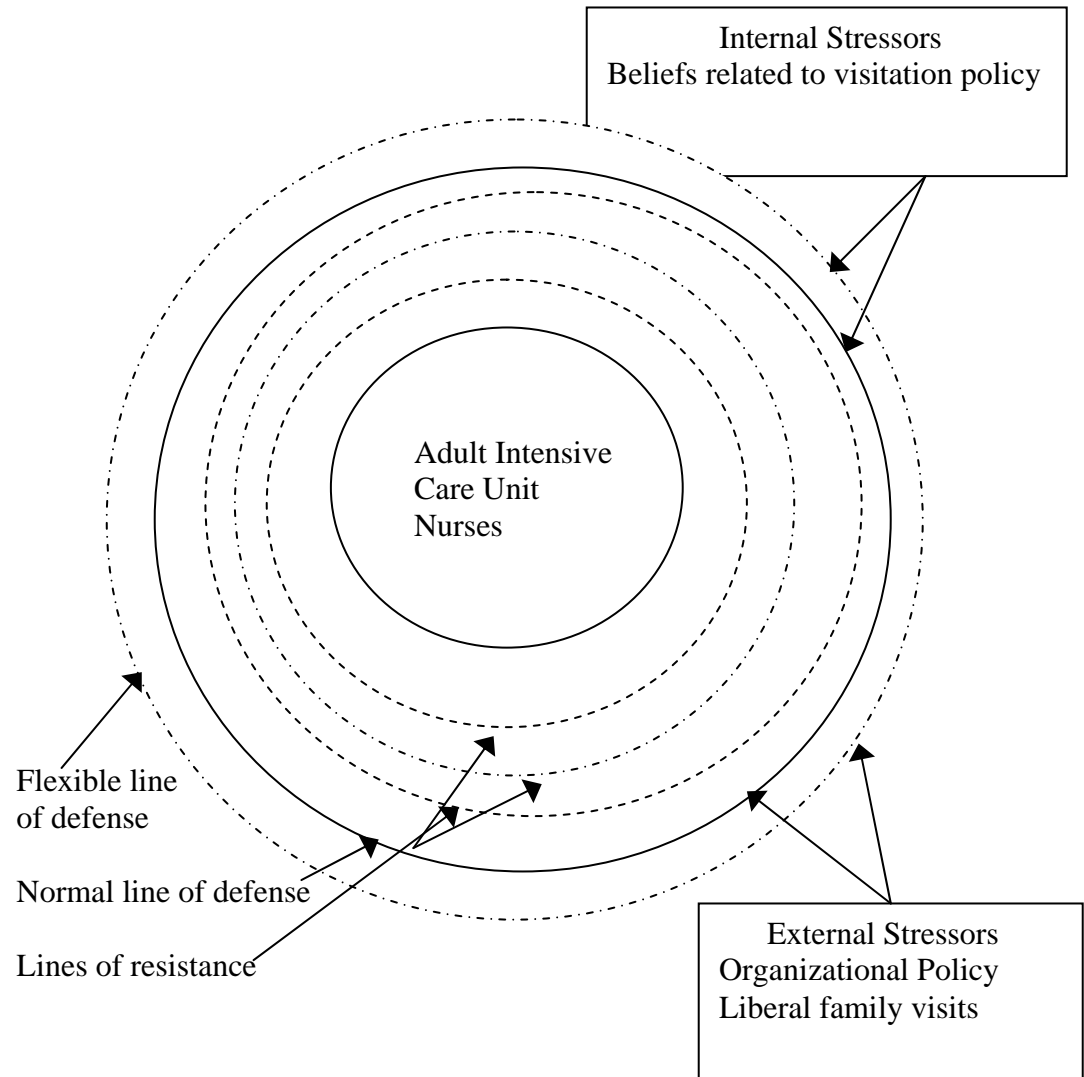 Internal Stressors
Beliefs related to visitation policy
Adult Intensive
Care Unit
Nurses
Flexible line
of defense
Normal line of defense
Lines of resistance
External Stressors
Organizational Policy
Liberal family visits